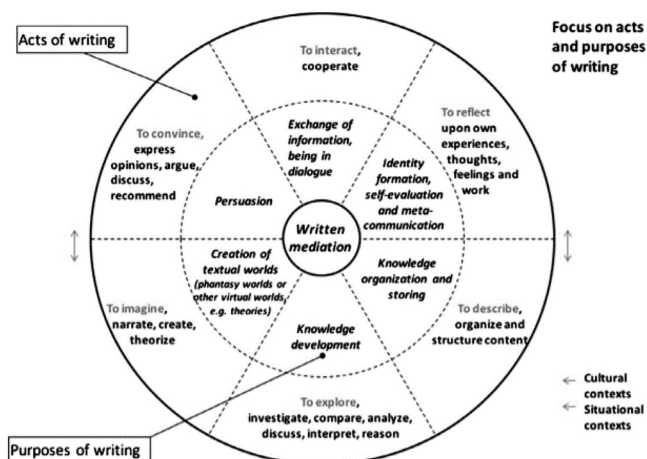 Acts of writing
Focus on acts
and purposes
of writing
To interact,
cooperate
To reflect
upon own
experiences,
thoughts,
feelings and
work
To convince,
express
opinions, argue,
discuss,
recommend
Exchange of
information,
being in
dialogue
Identity
formation,
self-evaluation
and meta-
communication
Persuasion
Written
mediation
Creation of
textual worlds
(phantasy worlds or
other virtual worlds,
e.g. theories)
Knowledge
organization and
storing
To imagine,
narrate, create,
theorize
Knowledge
development
To describe,
organize and
structure content
To explore,
investigate, compare, analyze,
discuss, interpret, reason
Cultural
contexts
Situational
contexts
Purposes of writing